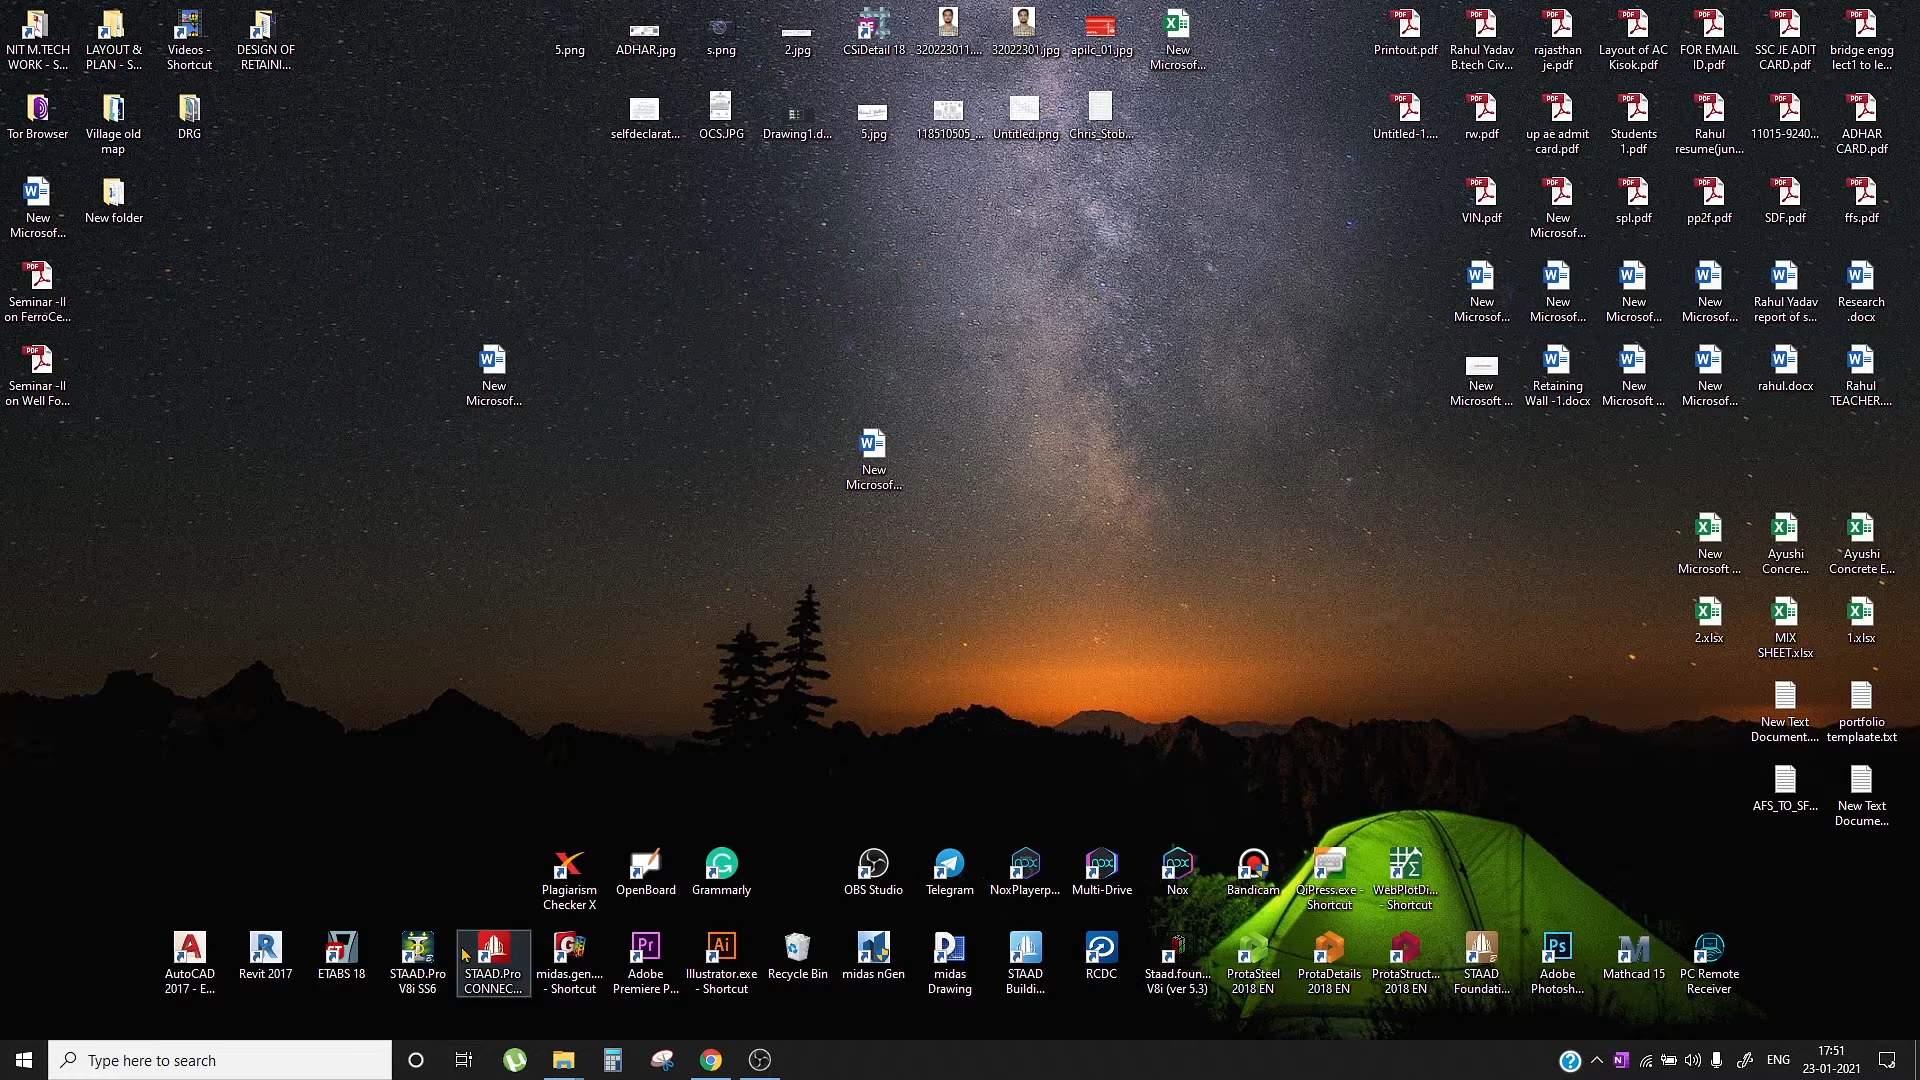 NIT M.TECH
WORK - S...
LAYOUT &
PLAN - S...
Videos -
Shortcut
DESIGN OF
RETAINI...
5.png
ADHAR.jpg
s.png
2.jpg
CSiDetail 18
320223011....
32022301.jpg
apilc_01.jpg
New
Microsof...
Printout.pdf
Rahul Yadav
B.tech Civ...
rajasthan
je.pdf
Layout of AC
Kisok.pdf
FOR EMAIL
ID.pdf
SSC JE ADIT
CARD.pdf
bridge engg
lect1 to le...
Tor Browser
Village old
map
DRG
selfdeclarat...
OCS.JPG
Drawing1.d...
5.jpg
118510505_...
Untitled.png
Chris_Stob...
Untitled-1....
rw.pdf
up ae admit
card.pdf
Students
1.pdf
Rahul
resume(jun...
11015-9240...
ADHAR
CARD.pdf
New
Microsof...
New folder
VIN.pdf
New
Microsof...
spl.pdf
pp2f.pdf
SDF.pdf
ffs.pdf
Seminar -II
on FerroCe...
New
Microsof...
New
Microsof...
New
Microsof...
New
Microsof...
Rahul Yadav
report of s...
Research
.docx
Seminar -II
on Well Fo...
New
Microsof...
New
Microsoft ...
Retaining
Wall -1.docx
New
Microsoft ...
New
Microsof...
rahul.docx
Rahul
TEACHER....
New
Microsof...
New
Microsoft ...
Ayushi
Concre...
Ayushi
Concrete E...
2.xlsx
MIX
SHEET.xlsx
1.xlsx
New Text
Document....
portfolio
templaate.txt
AFS_TO_SF...
New Text
Docume...
Plagiarism
Checker X
OpenBoard
Grammarly
OBS Studio
Telegram
NoxPlayerp...
Multi-Drive
Nox
Bandicam
QiPress.exe -
Shortcut
WebPlotDi...
- Shortcut
AutoCAD
2017 - E...
Revit 2017
ETABS 18
STAAD.Pro
V8i SS6
STAAD.Pro
CONNEC...
midas.gen....
- Shortcut
Adobe
Premiere P...
Illustrator.exe
- Shortcut
Recycle Bin
midas nGen
midas
Drawing
STAAD
Buildi...
RCDC
Staad.foun...
V8i (ver 5.3)
ProtaSteel
2018 EN
ProtaDetails
2018 EN
ProtaStruct...
2018 EN
STAAD
Foundati...
Adobe
Photosh...
Mathcad 15
PC Remote
Receiver
Type here to search
ENG
17:51
23-01-2021